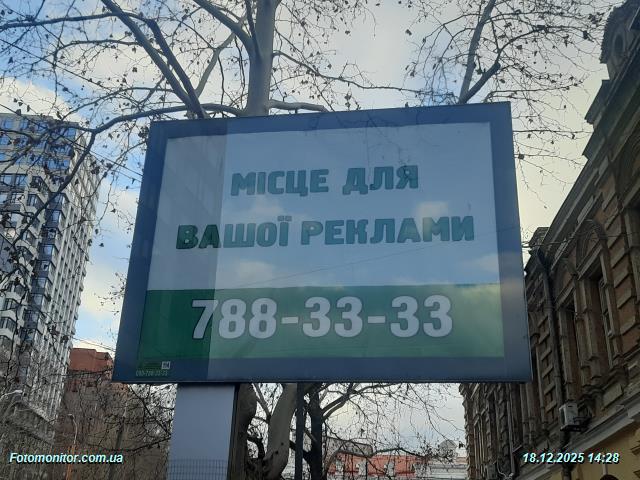 МІСЦЕ ДЛЯ
ВАШОЇ РЕКЛАМИ
788-33-33
Fotomonitor.com.ua
18.12.2025 14:28